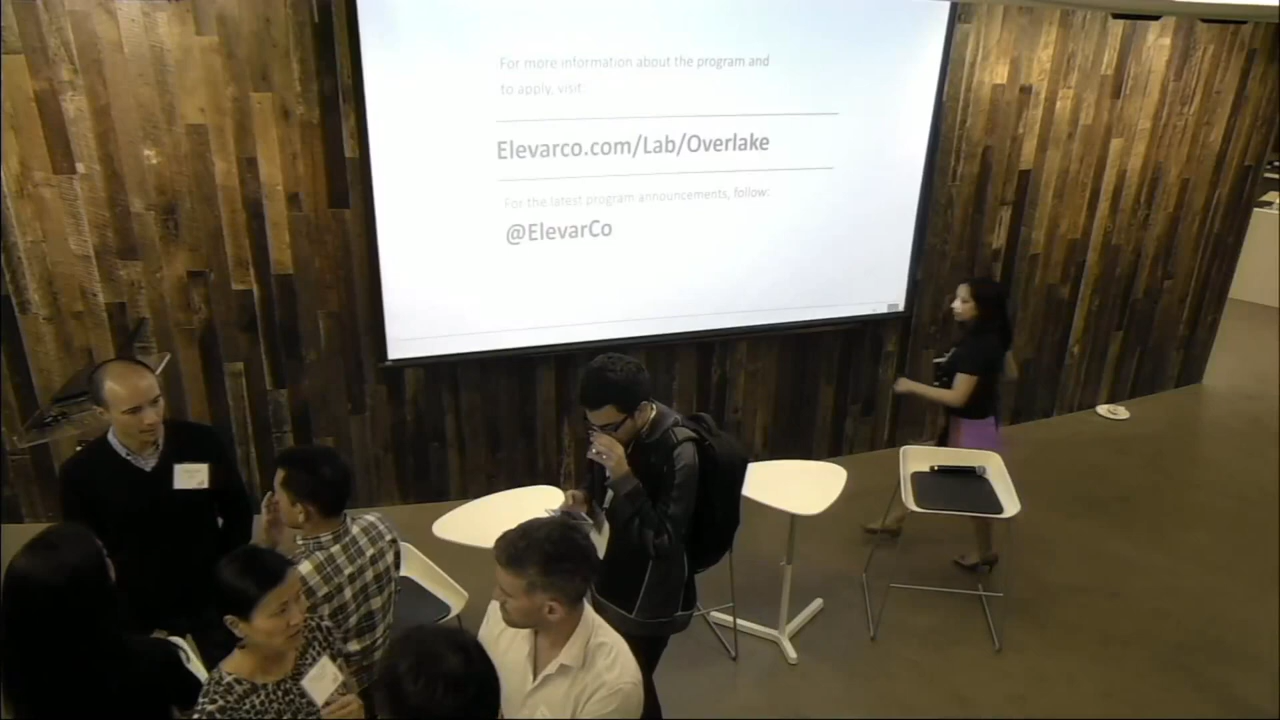 For more information about the program and
to apply, visit:
Elevarco.com/Lab/Overlake
For the latest program announcements, follow:
@ElevarCo